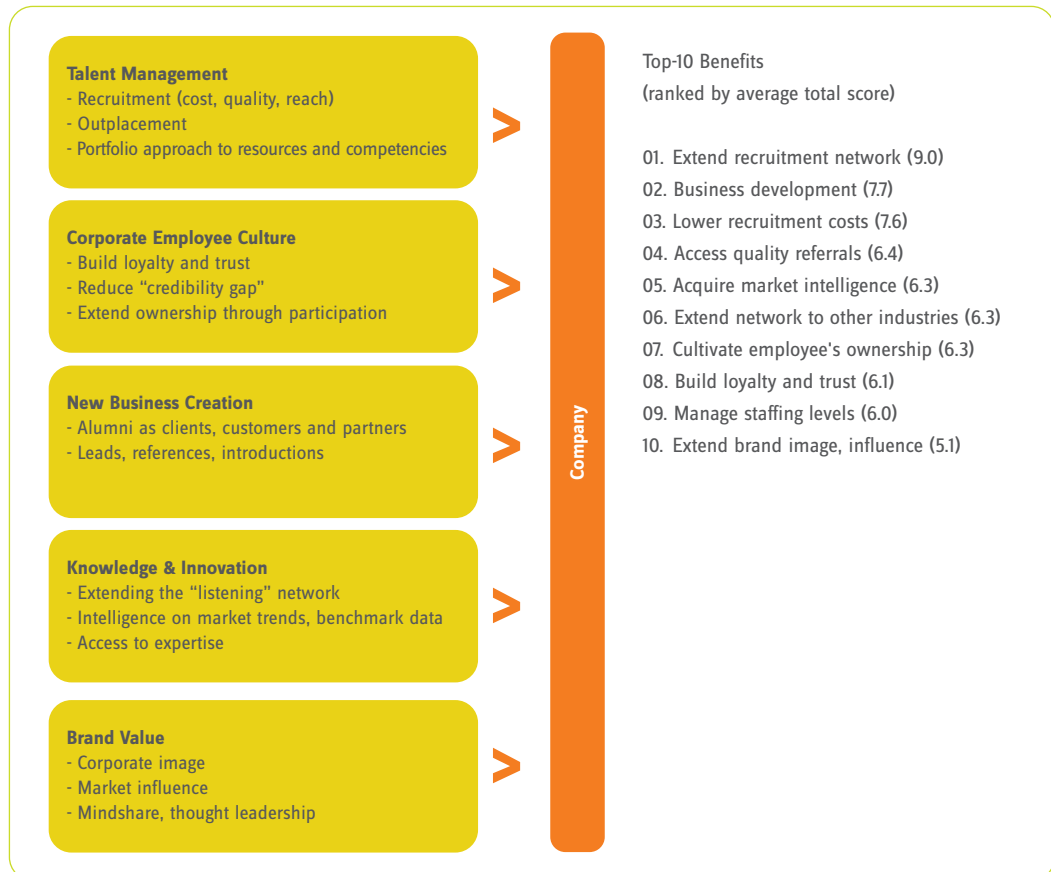 Talent Management
- Recruitment (cost, quality, reach)
- Outplacement
- Portfolio approach to resources and competencies
Corporate Employee Culture
- Build loyalty and trust
- Reduce “credibility gap”
- Extend ownership through participation
New Business Creation
- Alumni as clients, customers and partners
- Leads, references, introductions
Knowledge & Innovation
- Extending the “listening” network
- Intelligence on market trends, benchmark data
- Access to expertise
Brand Value
- Corporate image
- Market influence
- Mindshare, thought leadership
>
>
>
>
>
Company
Top-10 Benefits
(ranked by average total score)
01. Extend recruitment network (9.0)
02. Business development (7.7)
03. Lower recruitment costs (7.6)
04. Access quality referrals (6.4)
05. Acquire market intelligence (6.3)
06. Extend network to other industries (6.3)
07. Cultivate employee's ownership (6.3)
08. Build loyalty and trust (6.1)
09. Manage staffing levels (6.0)
10. Extend brand image, influence (5.1)